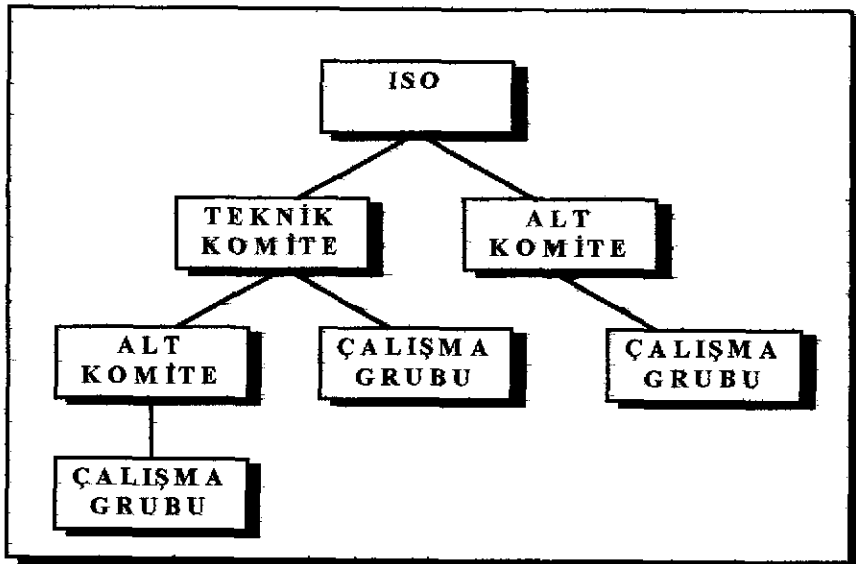 ISO
TEKNİK
KOMİTE
ALT
KOMİTE
ALT
KOMİTE
ÇALIŞMA
GRUBU
ÇALIŞMA
GRUBU
ÇALIŞMA
GRUBU